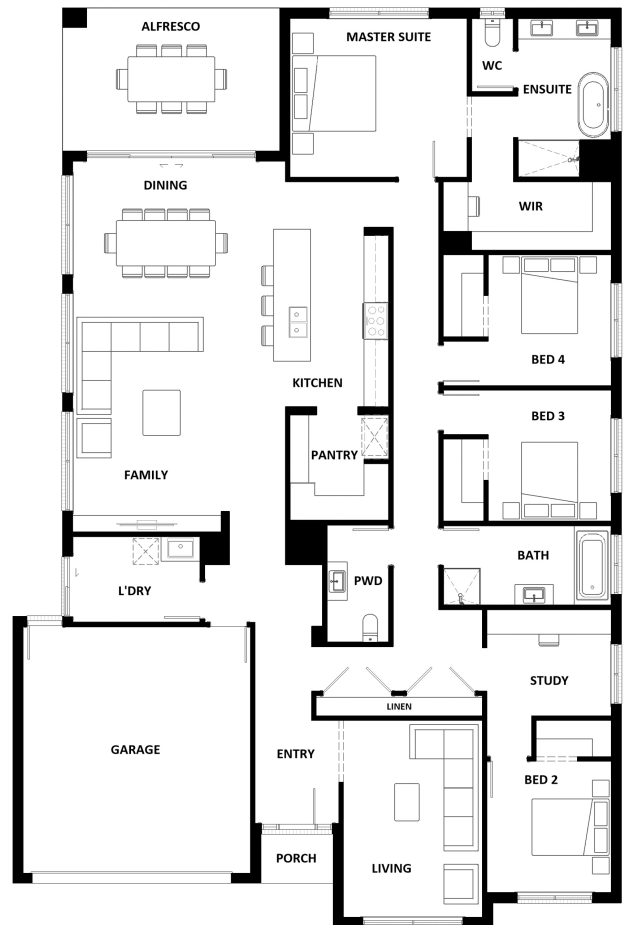 ALFRESCO
MASTER SUITE
WC
ENSUITE
DINING
WIR
KITCHEN
BED 4
BED 3
PANTRY
FAMILY
BATH
PWD
L'DRY
STUDY
LINEN
GARAGE
ENTRY
BED 2
PORCH
LIVING